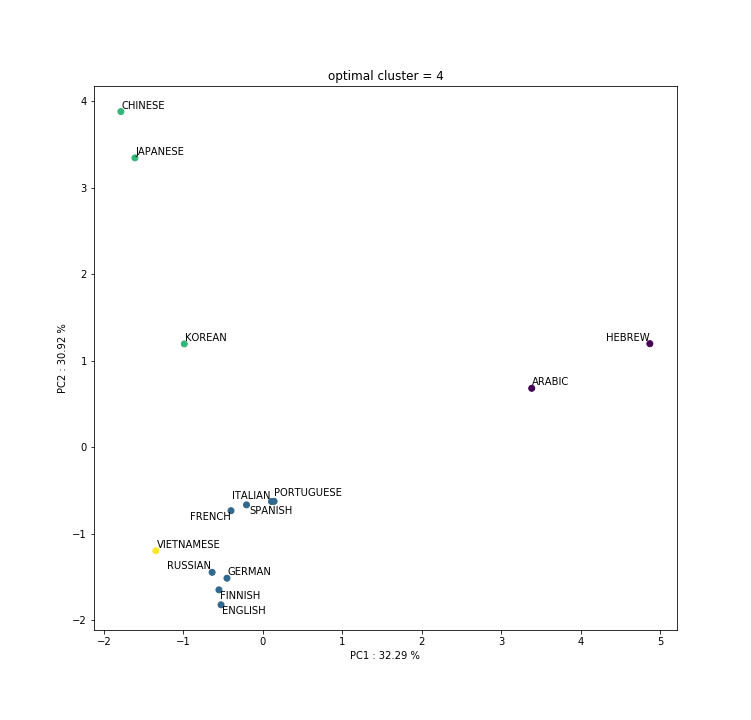 optimal cluster = 4
CHINESE
JAPANESE
KOREAN
HEBREW
ARABIC
ITALIAN
PORTUGUESE
FRENCH
SPANISH
VIETNAMESE
RUSSIAN
GERMAN
FINNISH
ENGLISH
4
3
2
1
0
−1
−2
PC2 : 30.92 %
−2 −1 0 1 2 3 4 5
PC1 : 32.29 %